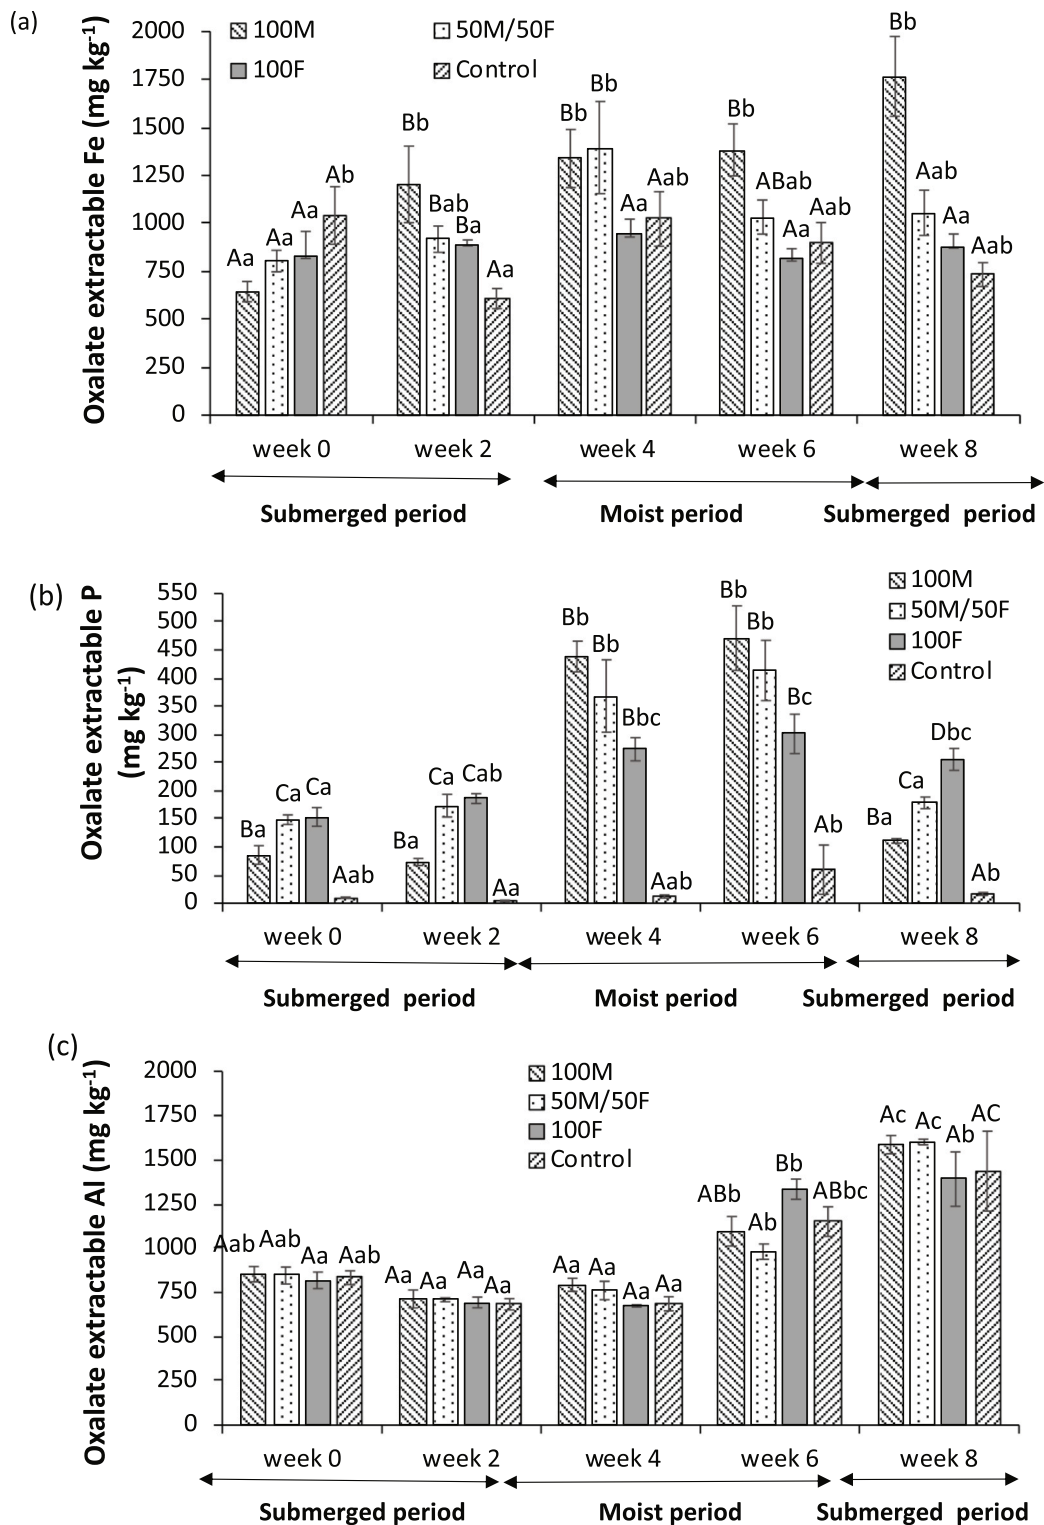 (a)
Oxalate extractable Fe (mg kg-1)
2000
1750
1500
1250
1000
750
500
250
0
100M
50M/50F
100F
Control
Aa
Aa
Aa
Ab
Bb
Bab
Ba
Aa
Bb
Bb
Aa
Aab
Bb
ABab
Aa
Aab
Bb
Aab
Aa
Aab
week 0
week 2
week 4
week 6
week 8
Submerged period
Moist period
Submerged period
(b)
Oxalate extractable P
(mg kg-1)
550
500
450
400
350
300
250
200
150
100
50
0
100M
50M/50F
100F
Control
Ba
Ca
Ca
Aab
Ba
Ca
Cab
Aa
Bb
Bb
Bbc
Aab
Bb
Bb
Bc
Ab
Ba
Ca
Dbc
Ab
week 0
week 2
week 4
week 6
week 8
Submerged period
Moist period
Submerged period
(c)
Oxalate extractable Al (mg kg-1)
2000
1750
1500
1250
1000
750
500
250
0
100M
50M/50F
100F
Control
Aab
Aab
Aa
Aab
Aa
Aa
Aa
Aa
Aa
Aa
Aa
Aa
ABb
Ab
Bb
ABbc
Ac
Ac
Ab
AC
week 0
week 2
week 4
week 6
week 8
Submerged period
Moist period
Submerged period